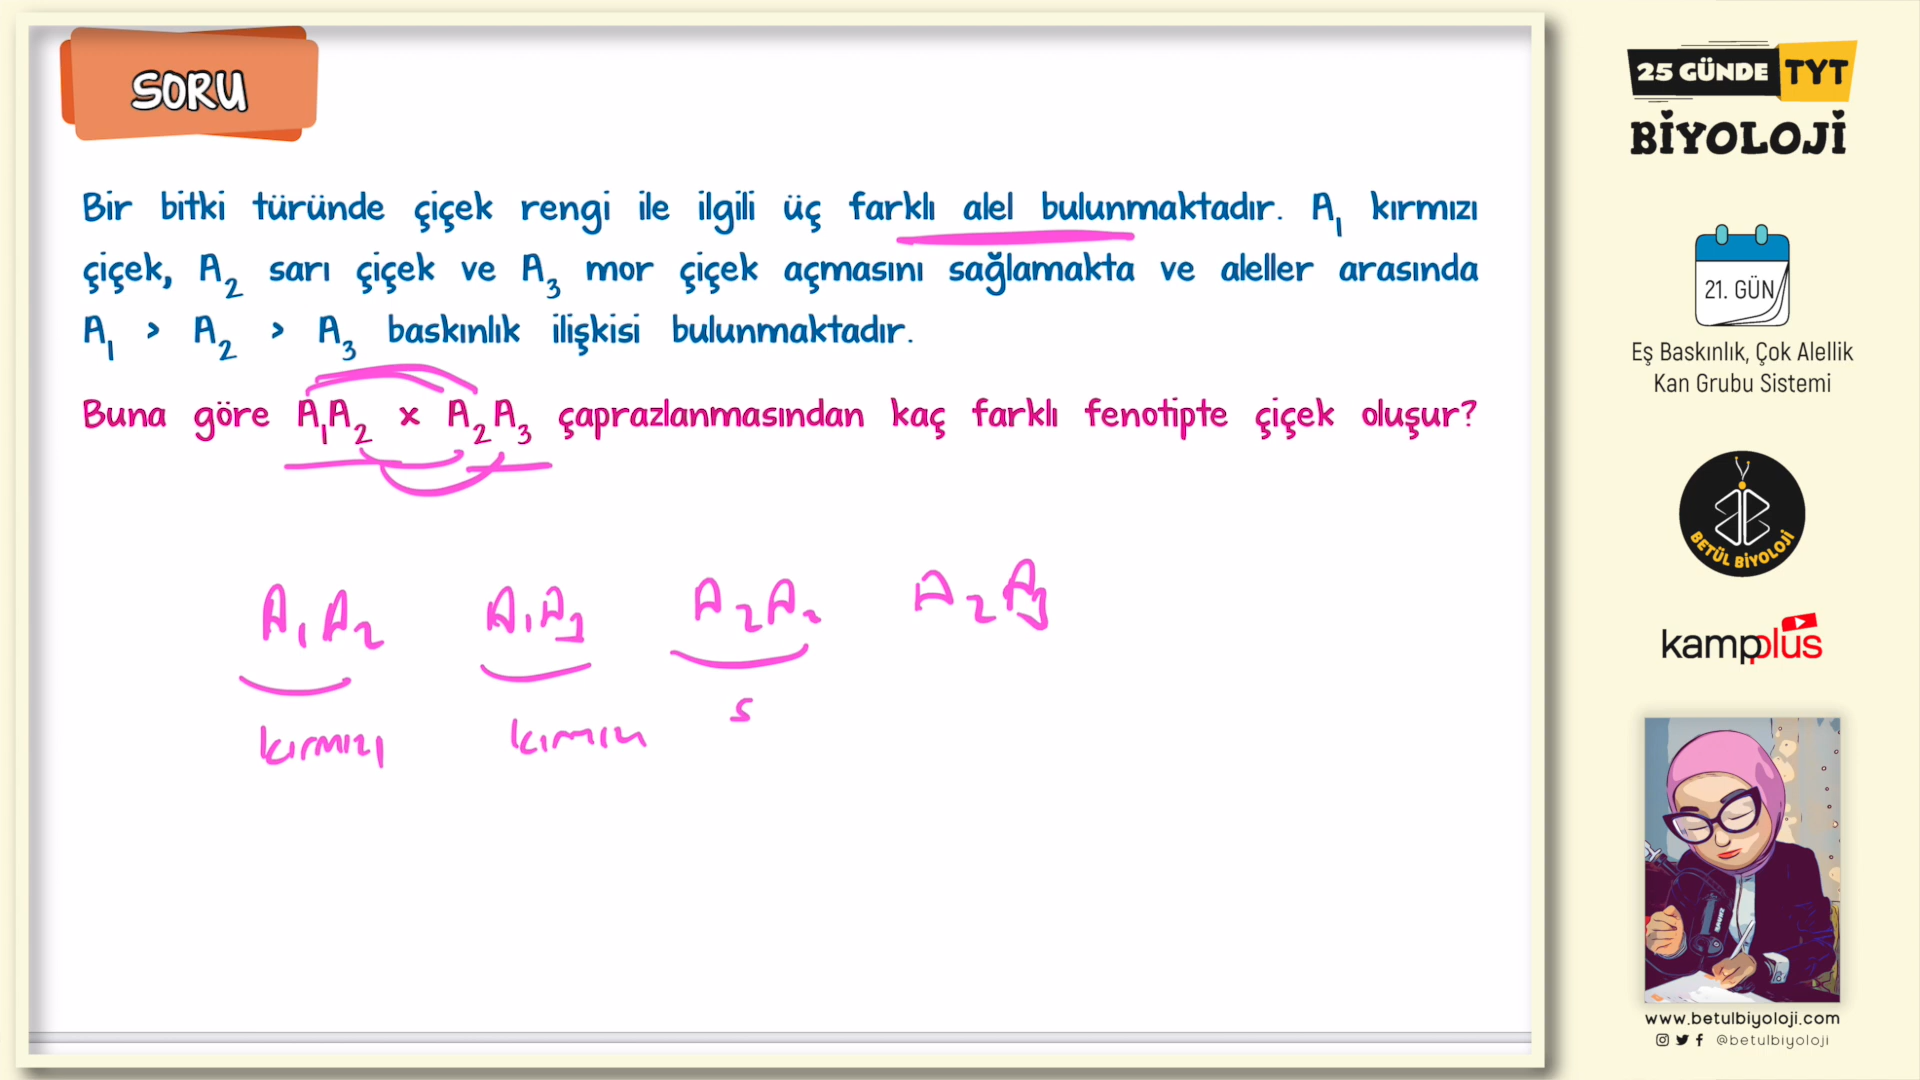 SORU
Bir bitki türünde çiçek rengi ile ilgili üç farklı alel bulunmaktadır. A₁ kırmızı
çiçek, A₂ sarı çiçek ve A₃ mor çiçek açmasını sağlamakta ve aleller arasında
A₁ > A₂ > A₃ baskınlık ilişkisi bulunmaktadır.
Buna göre A₁A₂ x A₂A₃ çaprazlanmasından kaç farklı fenotipte çiçek oluşur?
A₁A₂ A₁A₃ A₂A₂ A₂A₃
kırmızı kırmızı s
25 GÜNDE TYT
BİYOLOJİ
21. GÜN
Eş Baskınlık, Çok Alellik
Kan Grubu Sistemi
BETÜL BİYOLOJİ
kampplus
www.betulbiyoloji.com
@betulbiyoloji